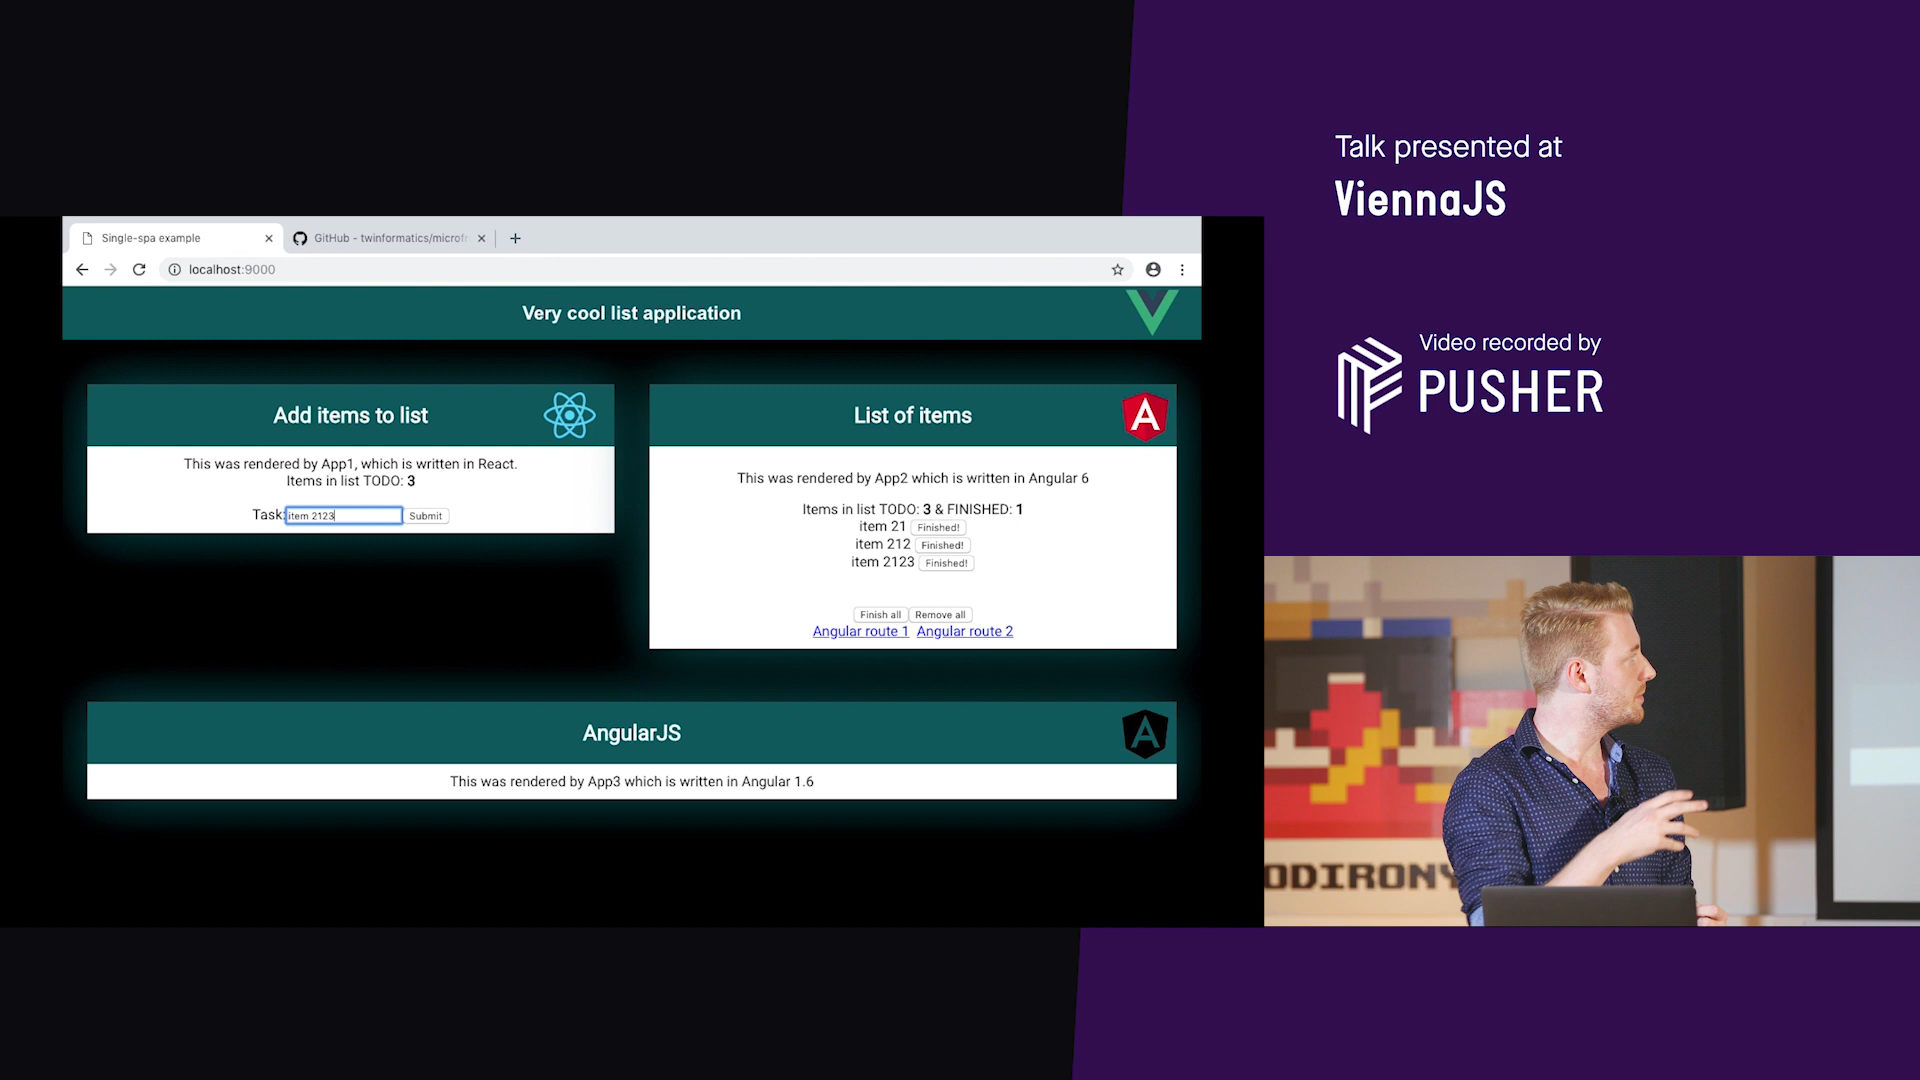 Talk presented at
ViennaJS
Video recorded by
PUSHER
Single-spa example
GitHub - twinformatics/microfr
localhost:9000
Very cool list application
Add items to list
This was rendered by App1, which is written in React.
Items in list TODO: 3
Task: item 2123 Submit
List of items
This was rendered by App2 which is written in Angular 6
Items in list TODO: 3 & FINISHED: 1
item 21 Finished!
item 212 Finished!
item 2123 Finished!
Finish all Remove all
Angular route 1 Angular route 2
AngularJS
This was rendered by App3 which is written in Angular 1.6
ODIRONY